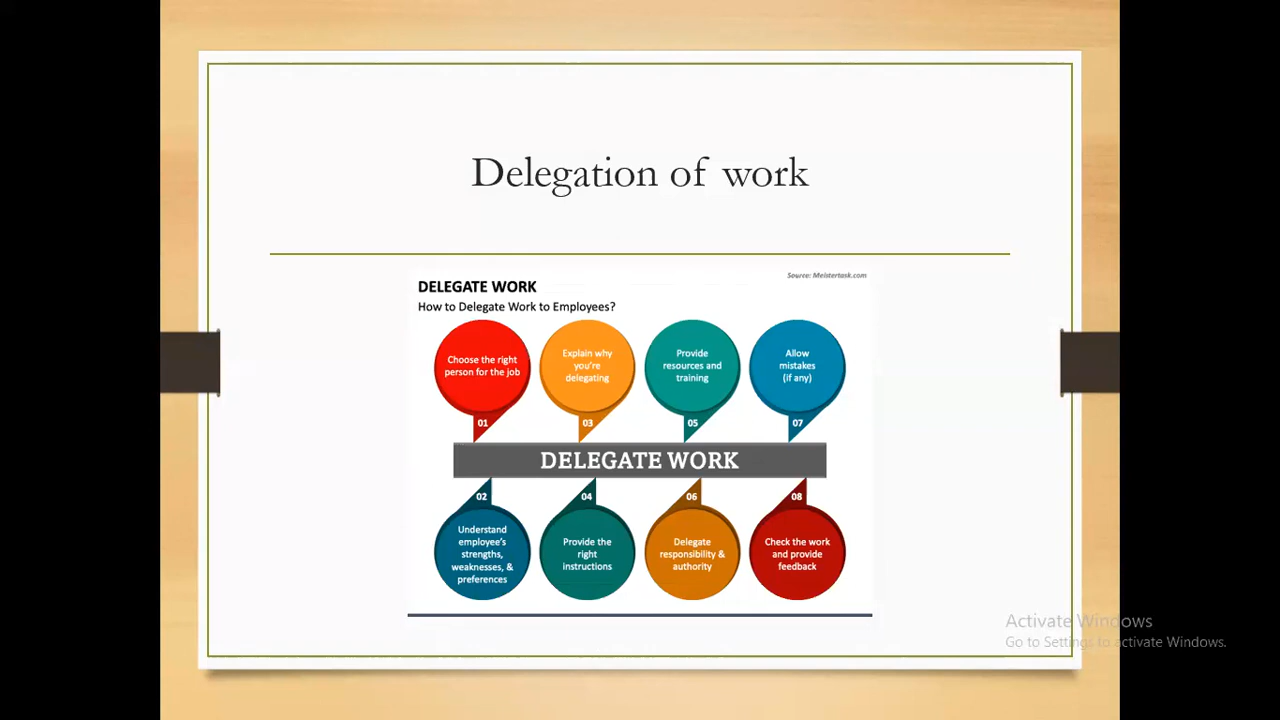 Delegation of work
Source: Meistertask.com
DELEGATE WORK
How to Delegate Work to Employees?
Choose the right
person for the job
01
Explain why
you're
delegating
03
Provide
resources and
training
05
Allow
mistakes
(if any)
07
DELEGATE WORK
02
Understand
employee's
strengths,
weaknesses, &
preferences
04
Provide the
right
instructions
06
Delegate
responsibility &
authority
08
Check the work
and provide
feedback
Activate Windows
Go to Settings to activate Windows.